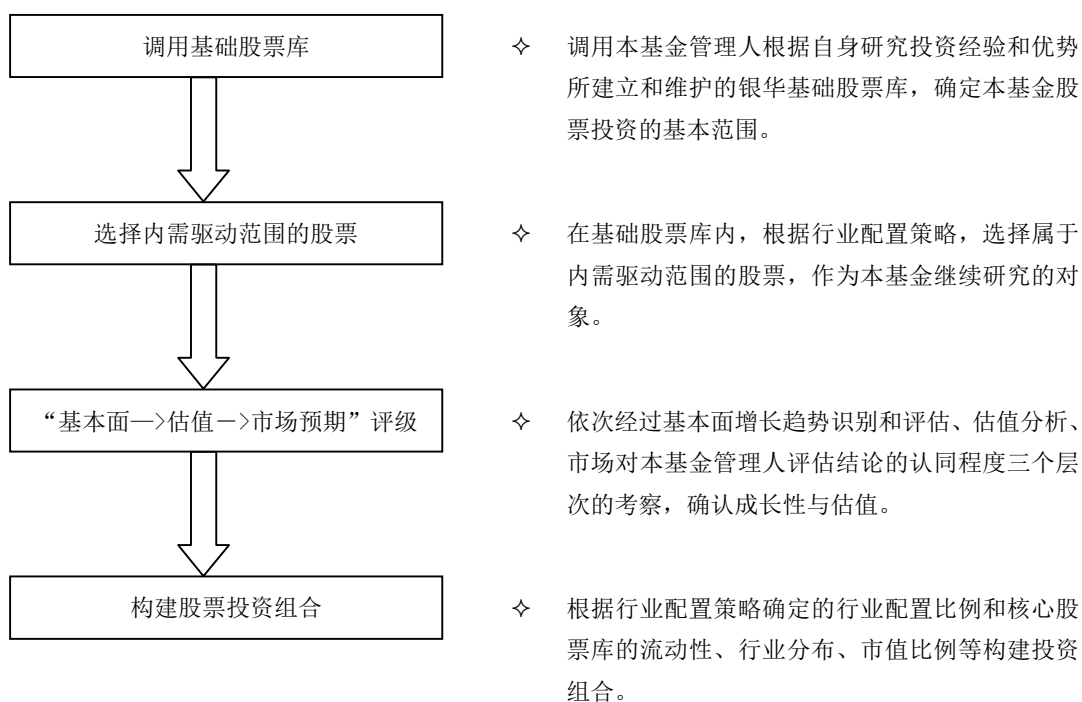 调用基础股票库
✧ 调用本基金管理人根据自身研究投资经验和优势
所建立和维护的银华基础股票库，确定本基金股
票投资的基本范围。
选择内需驱动范围的股票
✧ 在基础股票库内，根据行业配置策略，选择属于
内需驱动范围的股票，作为本基金继续研究的对
象。
“基本面—>估值－>市场预期”评级
✧ 依次经过基本面增长趋势识别和评估、估值分析、
市场对本基金管理人评估结论的认同程度三个层
次的考察，确认成长性与估值。
构建股票投资组合
✧ 根据行业配置策略确定的行业配置比例和核心股
票库的流动性、行业分布、市值比例等构建投资
组合。